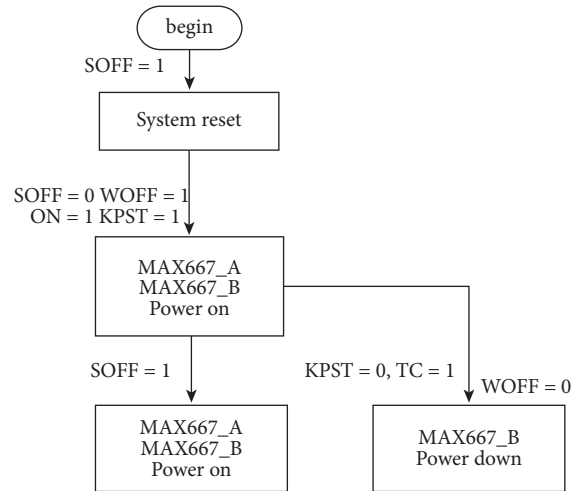 begin
SOFF = 1
System reset
SOFF = 0 WOFF = 1
ON = 1 KPST = 1
MAX667_A
MAX667_B
Power on
SOFF = 1
KPST = 0, TC = 1
WOFF = 0
MAX667_A
MAX667_B
Power on
MAX667_B
Power down